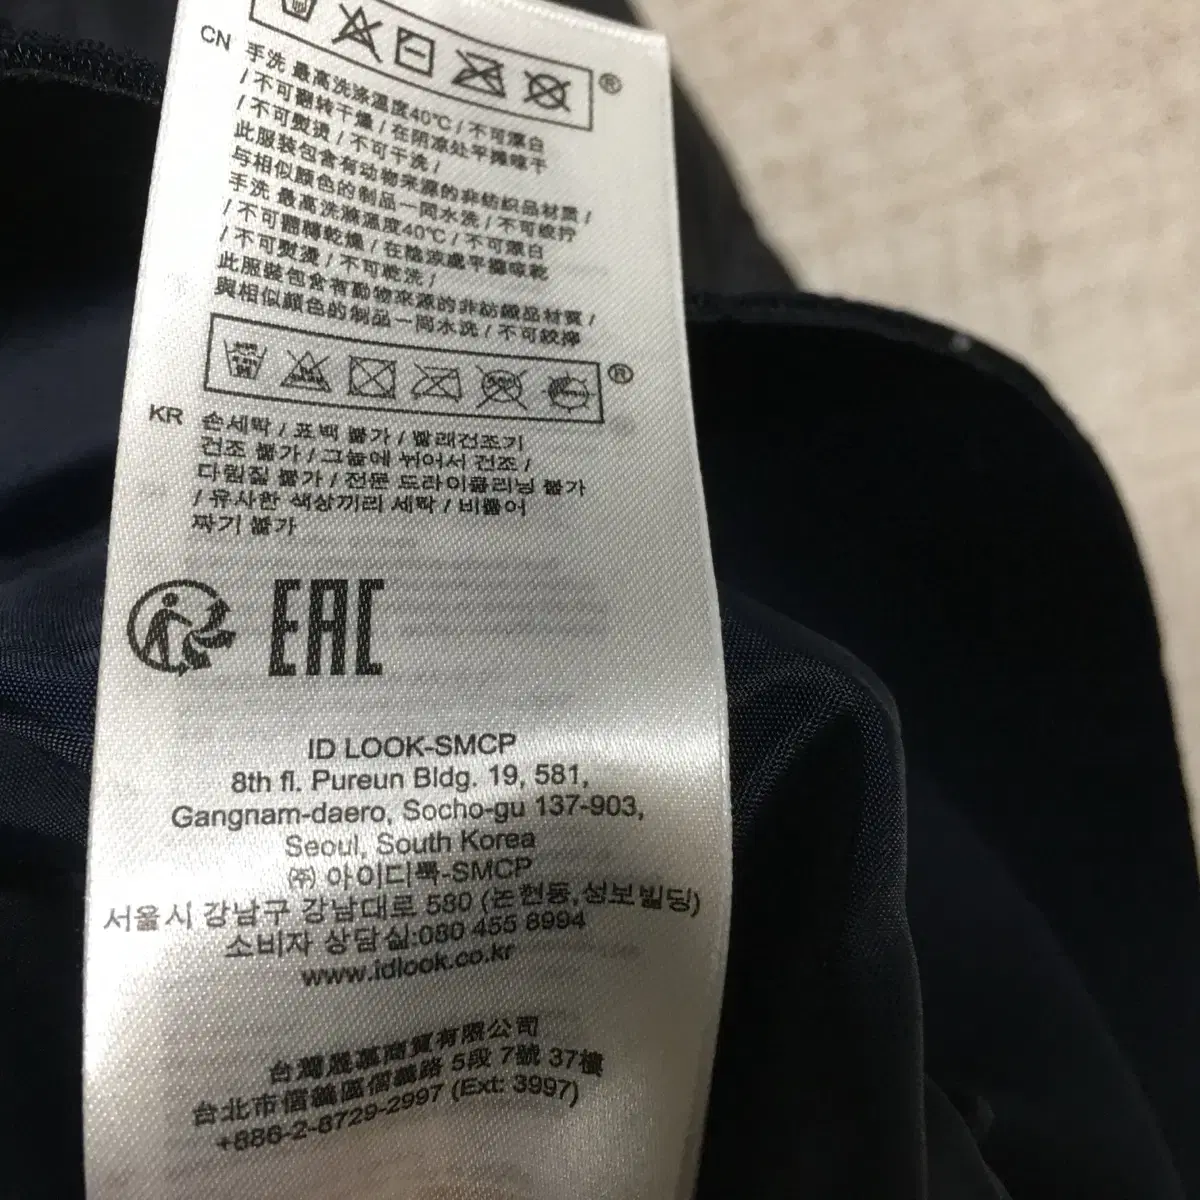 ®
CN
手洗 最高洗涤温度40℃ / 不可漂白
/ 不可翻转干燥 / 在阴凉处平摊晾干
/ 不可熨烫 / 不可干洗 /
此服装包含有动物来源的非纺织品材质 /
与相似颜色的制品一同水洗 / 不可绞拧
手洗 最高洗滌溫度40℃ / 不可漂白
/ 不可翻轉乾燥 / 在陰涼處平攤晾乾
/ 不可熨燙 / 不可乾洗 /
此服裝包含有動物來源的非紡織品材質 /
與相似顏色的制品一同水洗 / 不可絞擰
®
KR
손세탁 / 표백 불가 / 빨래건조기
건조 불가 / 그늘에 뉘어서 건조 /
다림질 불가 / 전문 드라이클리닝 불가
/ 유사한 색상끼리 세탁 / 비틀어
짜기 불가
EAC
ID LOOK-SMCP
8th fl. Pureun Bldg. 19, 581,
Gangnam-daero, Socho-gu 137-903,
Seoul, South Korea
㈜ 아이디룩-SMCP
서울시 강남구 강남대로 580 (논현동,성보빌딩)
소비자 상담실:080 455 8994
www.idlook.co.kr
台灣晟慕商貿有限公司
台北市信義區信義路 5段 7號 37樓
+886-2-8729-2997 (Ext: 3997)